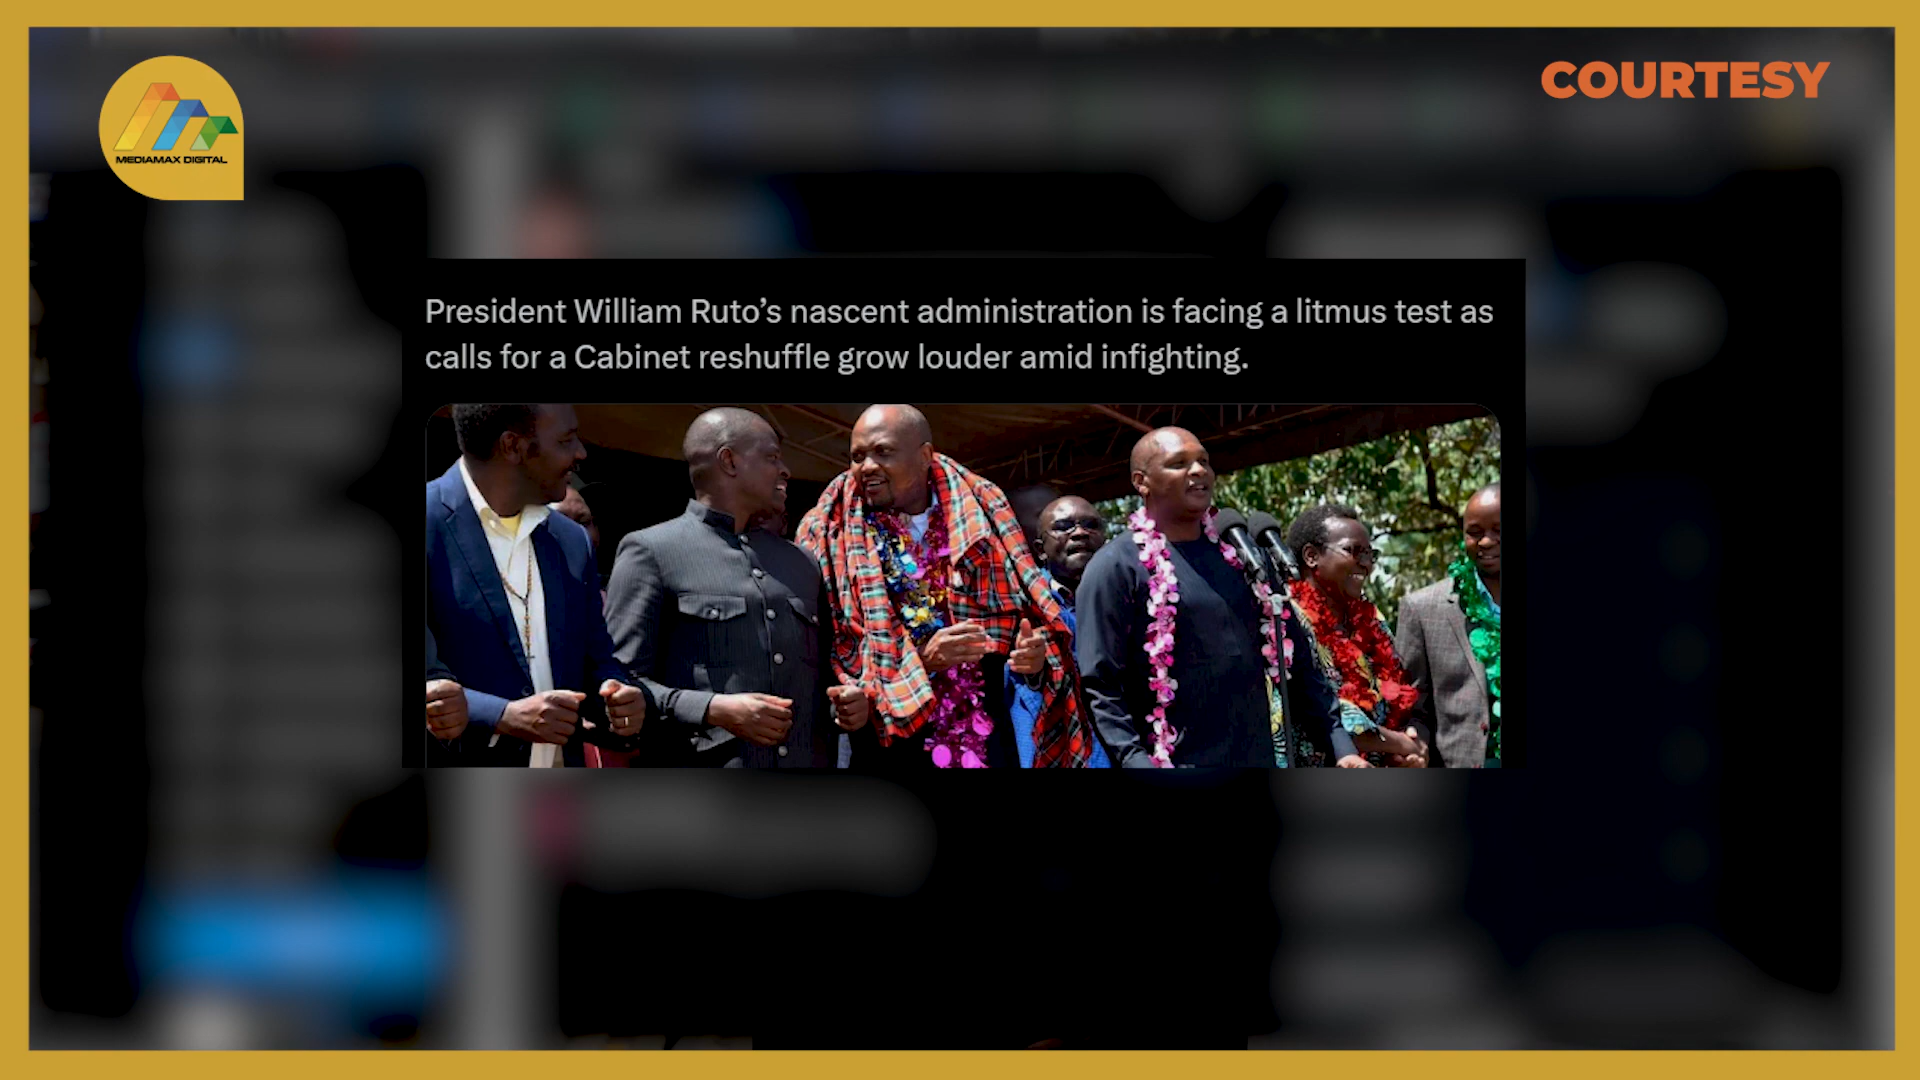 MEDIAMAX DIGITAL
COURTESY
President William Ruto’s nascent administration is facing a litmus test as
calls for a Cabinet reshuffle grow louder amid infighting.